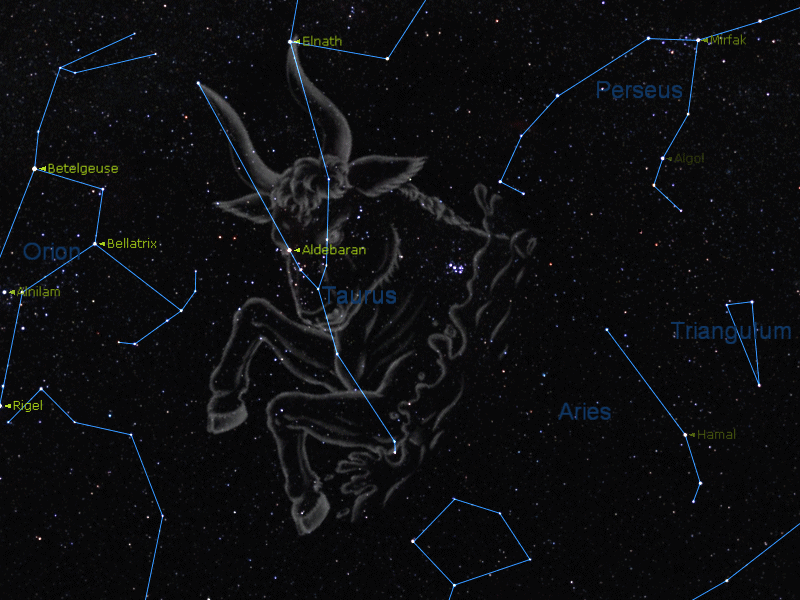 Elnath
Mirfak
Perseus
Algol
Betelgeuse
Bellatrix
Orion
Aldebaran
Alnilam
Taurus
Triangulum
Rigel
Aries
Hamal